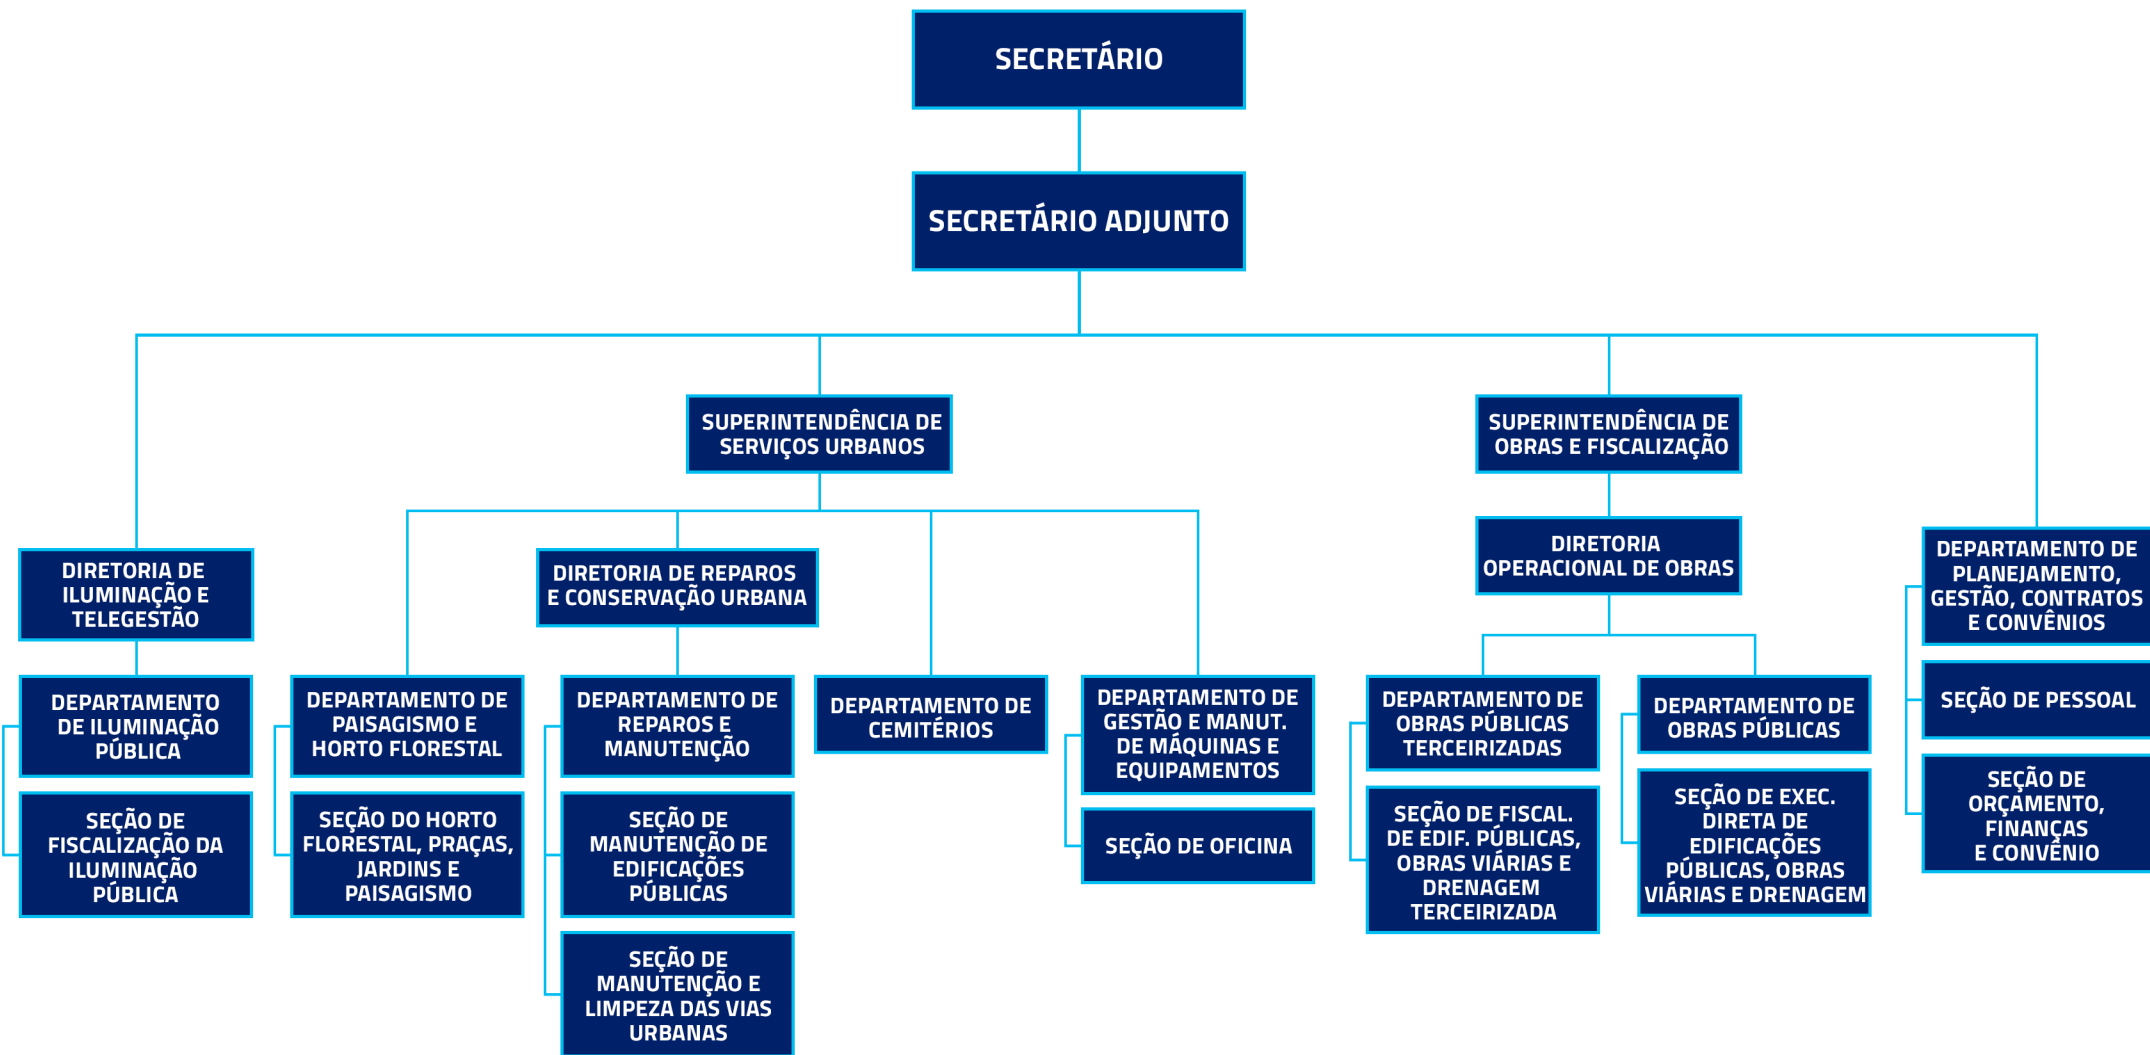 SECRETÁRIO
SECRETÁRIO ADJUNTO
SUPERINTENDÊNCIA DE
SERVIÇOS URBANOS
SUPERINTENDÊNCIA DE
OBRAS E FISCALIZAÇÃO
DIRETORIA DE
ILUMINAÇÃO E
TELEGESTÃO
DIRETORIA DE REPAROS
E CONSERVAÇÃO URBANA
DIRETORIA
OPERACIONAL DE OBRAS
DEPARTAMENTO DE
PLANEJAMENTO,
GESTÃO, CONTRATOS
E CONVÊNIOS
DEPARTAMENTO
DE ILUMINAÇÃO
PÚBLICA
DEPARTAMENTO DE
PAISAGISMO E
HORTO FLORESTAL
DEPARTAMENTO DE
REPAROS E
MANUTENÇÃO
DEPARTAMENTO DE
CEMITÉRIOS
DEPARTAMENTO DE
GESTÃO E MANUT.
DE MÁQUINAS E
EQUIPAMENTOS
DEPARTAMENTO DE
OBRAS PÚBLICAS
TERCEIRIZADAS
DEPARTAMENTO DE
OBRAS PÚBLICAS
SEÇÃO DE PESSOAL
SEÇÃO DE
FISCALIZAÇÃO DA
ILUMINAÇÃO
PÚBLICA
SEÇÃO DO HORTO
FLORESTAL, PRAÇAS,
JARDINS E
PAISAGISMO
SEÇÃO DE
MANUTENÇÃO DE
EDIFICAÇÕES
PÚBLICAS
SEÇÃO DE OFICINA
SEÇÃO DE FISCAL.
DE EDIF. PÚBLICAS,
OBRAS VIÁRIAS E
DRENAGEM
TERCEIRIZADA
SEÇÃO DE EXEC.
DIRETA DE
EDIFICAÇÕES
PÚBLICAS, OBRAS
VIÁRIAS E DRENAGEM
SEÇÃO DE
ORÇAMENTO,
FINANÇAS
E CONVÊNIO
SEÇÃO DE
MANUTENÇÃO E
LIMPEZA DAS VIAS
URBANAS